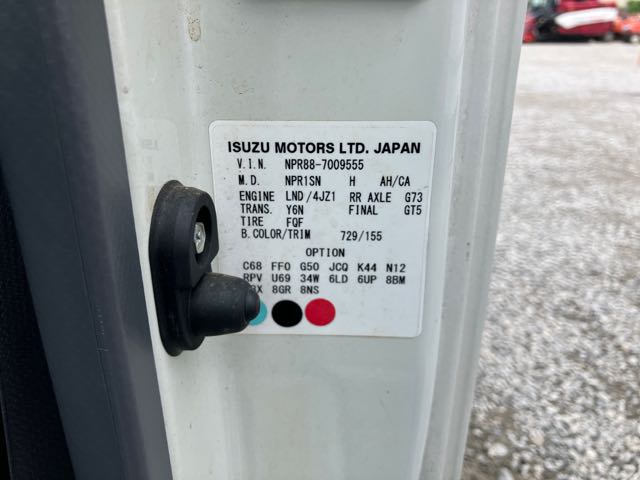 ISUZU MOTORS LTD. JAPAN
V.I.N. NPR88-7009555
M.D. NPR1SN H AH/CA
ENGINE LND/4JZ1 RR AXLE G73
TRANS. Y6N FINAL GT5
TIRE FQF
B.COLOR/TRIM 729/155
OPTION
C68 FF0 G50 JCQ K44 N12
RPV U69 34W 6LD 6UP 8BM
8GR 8NS